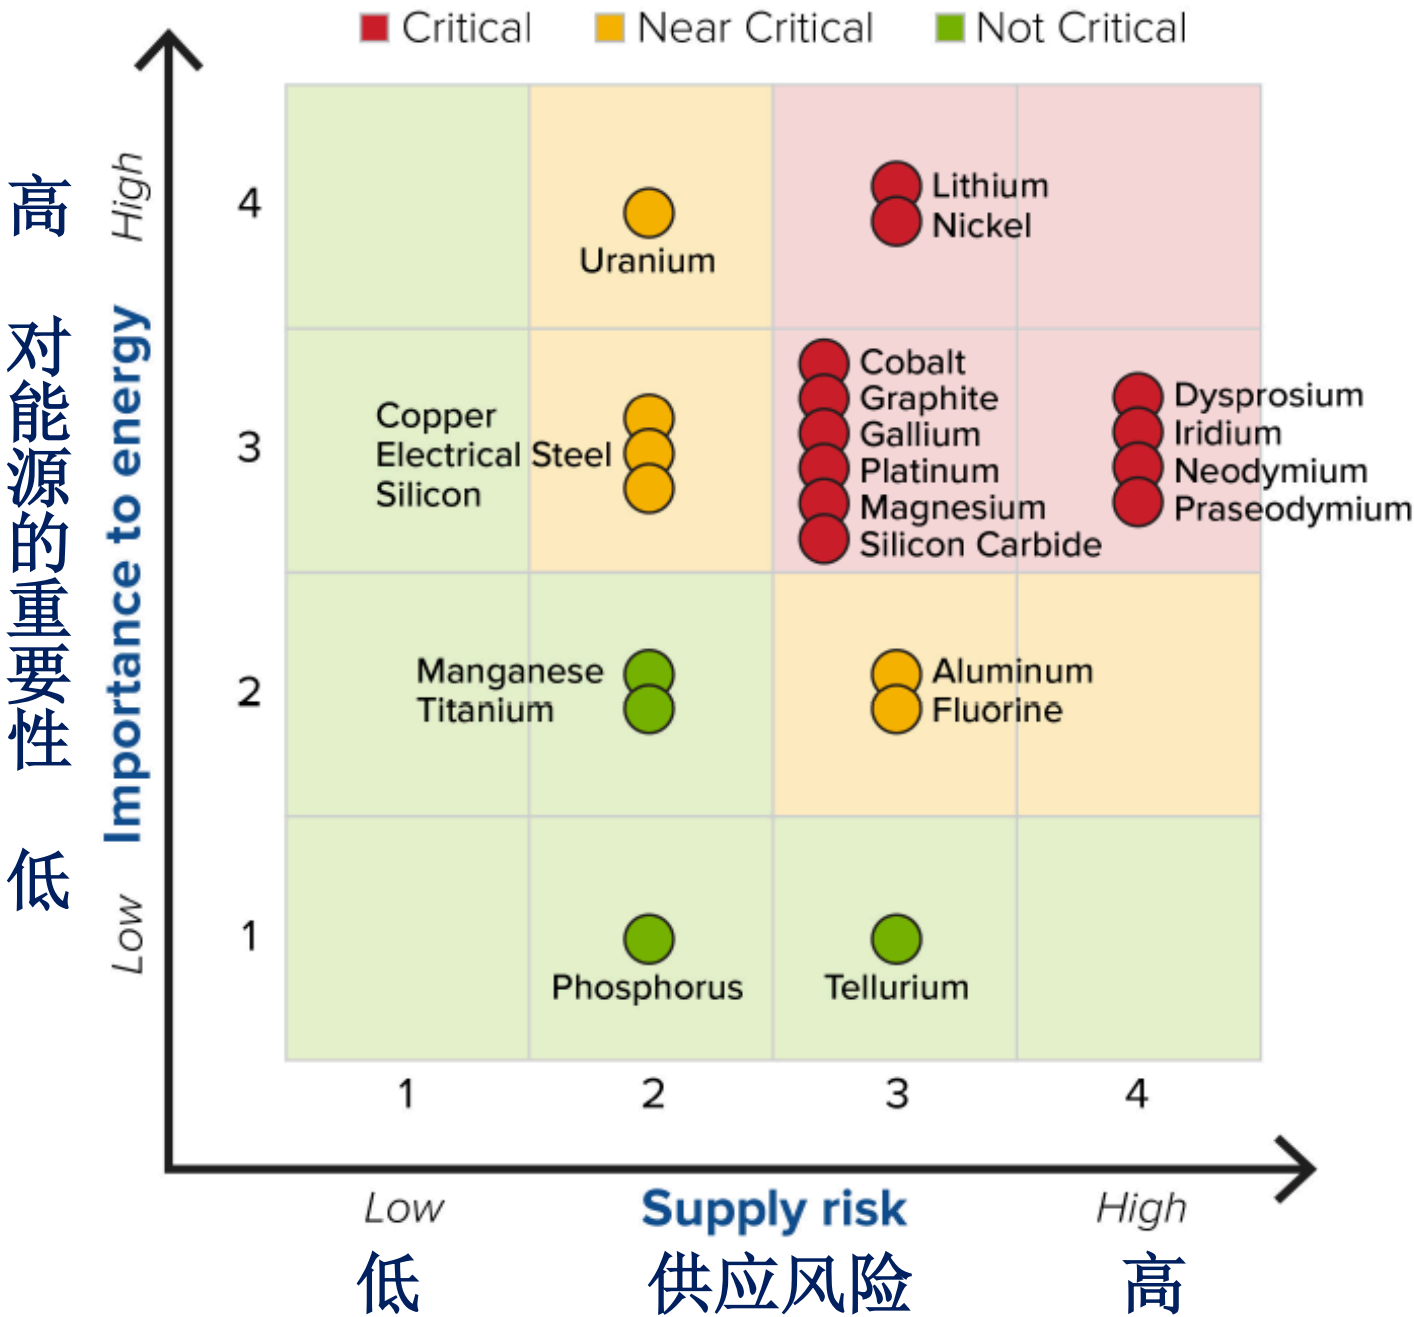 Critical Near Critical Not Critical
高
对能源的重要性
低
High
Importance to energy
Low
4
3
2
1
Uranium
Lithium
Nickel
Copper
Electrical Steel
Silicon
Cobalt
Graphite
Gallium
Platinum
Magnesium
Silicon Carbide
Dysprosium
Iridium
Neodymium
Praseodymium
Manganese
Titanium
Aluminum
Fluorine
Phosphorus
Tellurium
1 2 3 4
Low Supply risk High
低 供应风险 高